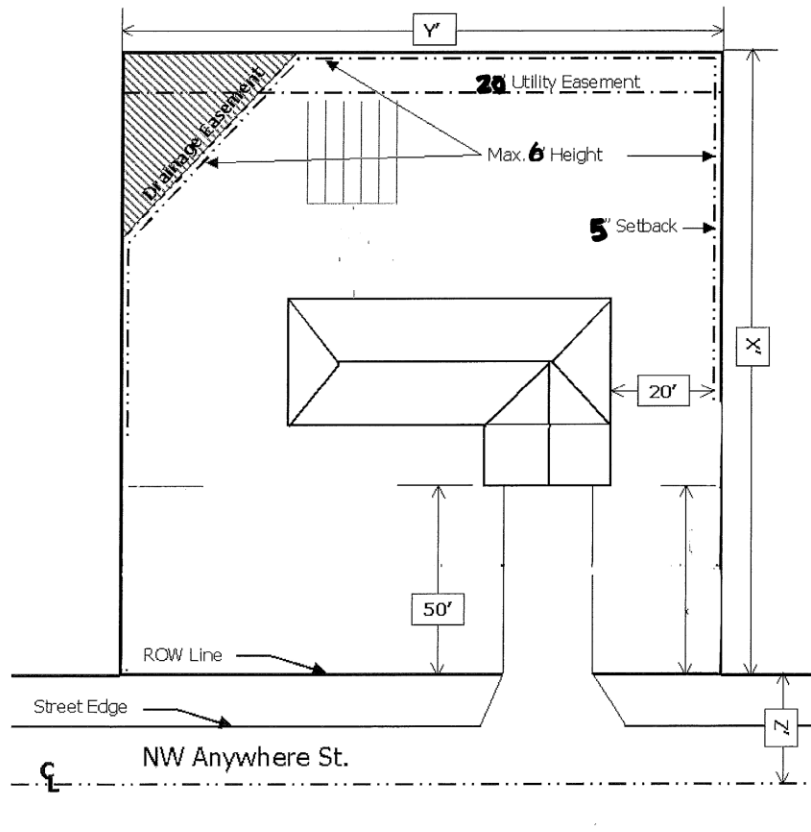 Y'
20' Utility Easement
Drainage Easement
Max. 6' Height
5" Setback
X'
20'
50'
ROW Line
Street Edge
Z'
NW Anywhere St.
CL